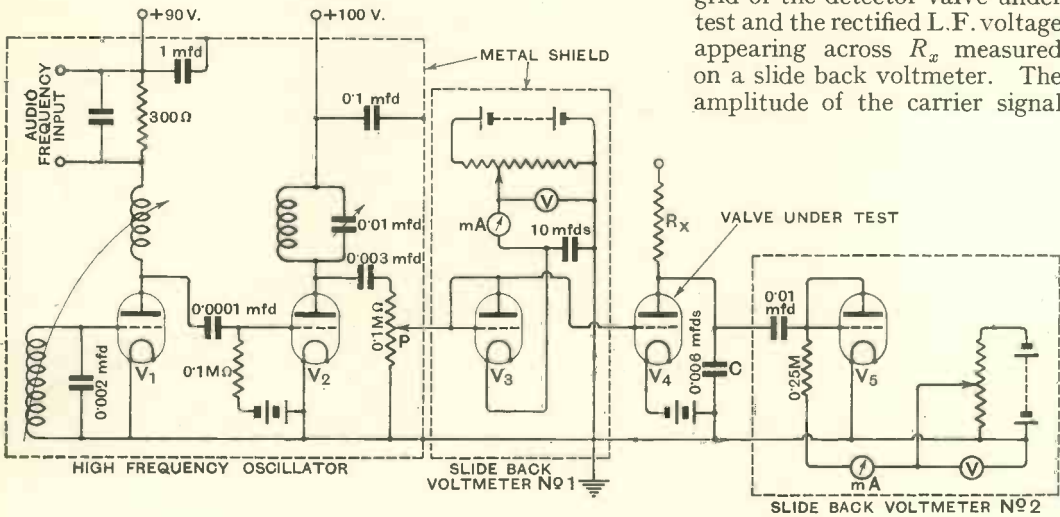 grid of the detector valve under
test and the rectified L.F. voltage
appearing across Rx measured
on a slide back voltmeter. The
amplitude of the carrier signal
+90 V.
+100 V.
1 mfd
AUDIO
FREQUENCY
INPUT
300Ω
METAL SHIELD
0·1 mfd
0·01 mfd
0·003 mfd
0·0001 mfd
0·1MΩ
0·1MΩ
P
0·002 mfd
V1
V2
HIGH FREQUENCY OSCILLATOR
mA
V
10 mfds
V3
SLIDE BACK
VOLTMETER Nº1
Rx
VALVE UNDER TEST
V4
0·0006 mfds
C
0·01
mfd
0·25M
V5
mA
V
SLIDE BACK VOLTMETER Nº2